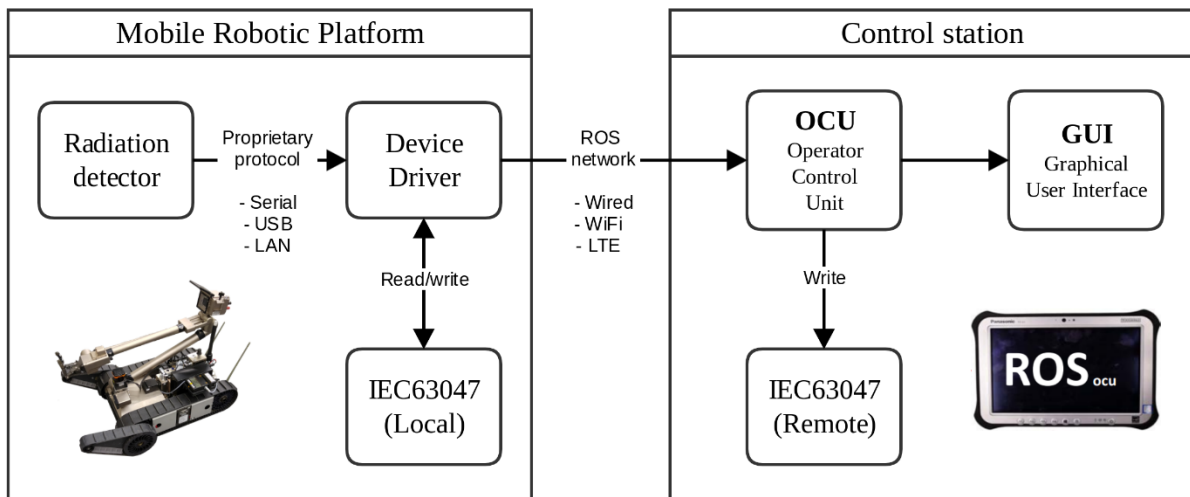 Mobile Robotic Platform
Control station
Radiation
detector
Proprietary
protocol
- Serial
- USB
- LAN
Device
Driver
ROS
network
- Wired
- WiFi
- LTE
OCU
Operator
Control
Unit
GUI
Graphical
User Interface
Read/write
Write
IEC63047
(Local)
IEC63047
(Remote)
Panasonic
ROS ocu